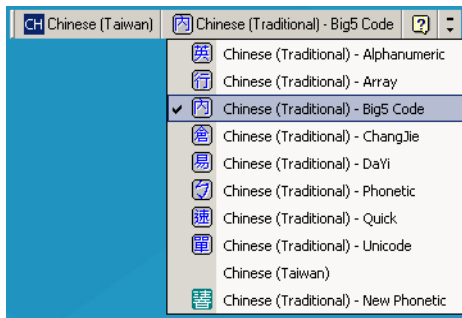 CH Chinese (Taiwan) 內 Chinese (Traditional) - Big5 Code ?
英 Chinese (Traditional) - Alphanumeric
行 Chinese (Traditional) - Array
內 Chinese (Traditional) - Big5 Code
倉 Chinese (Traditional) - ChangJie
易 Chinese (Traditional) - DaYi
ㄅ Chinese (Traditional) - Phonetic
速 Chinese (Traditional) - Quick
單 Chinese (Traditional) - Unicode
Chinese (Taiwan)
Chinese (Traditional) - New Phonetic